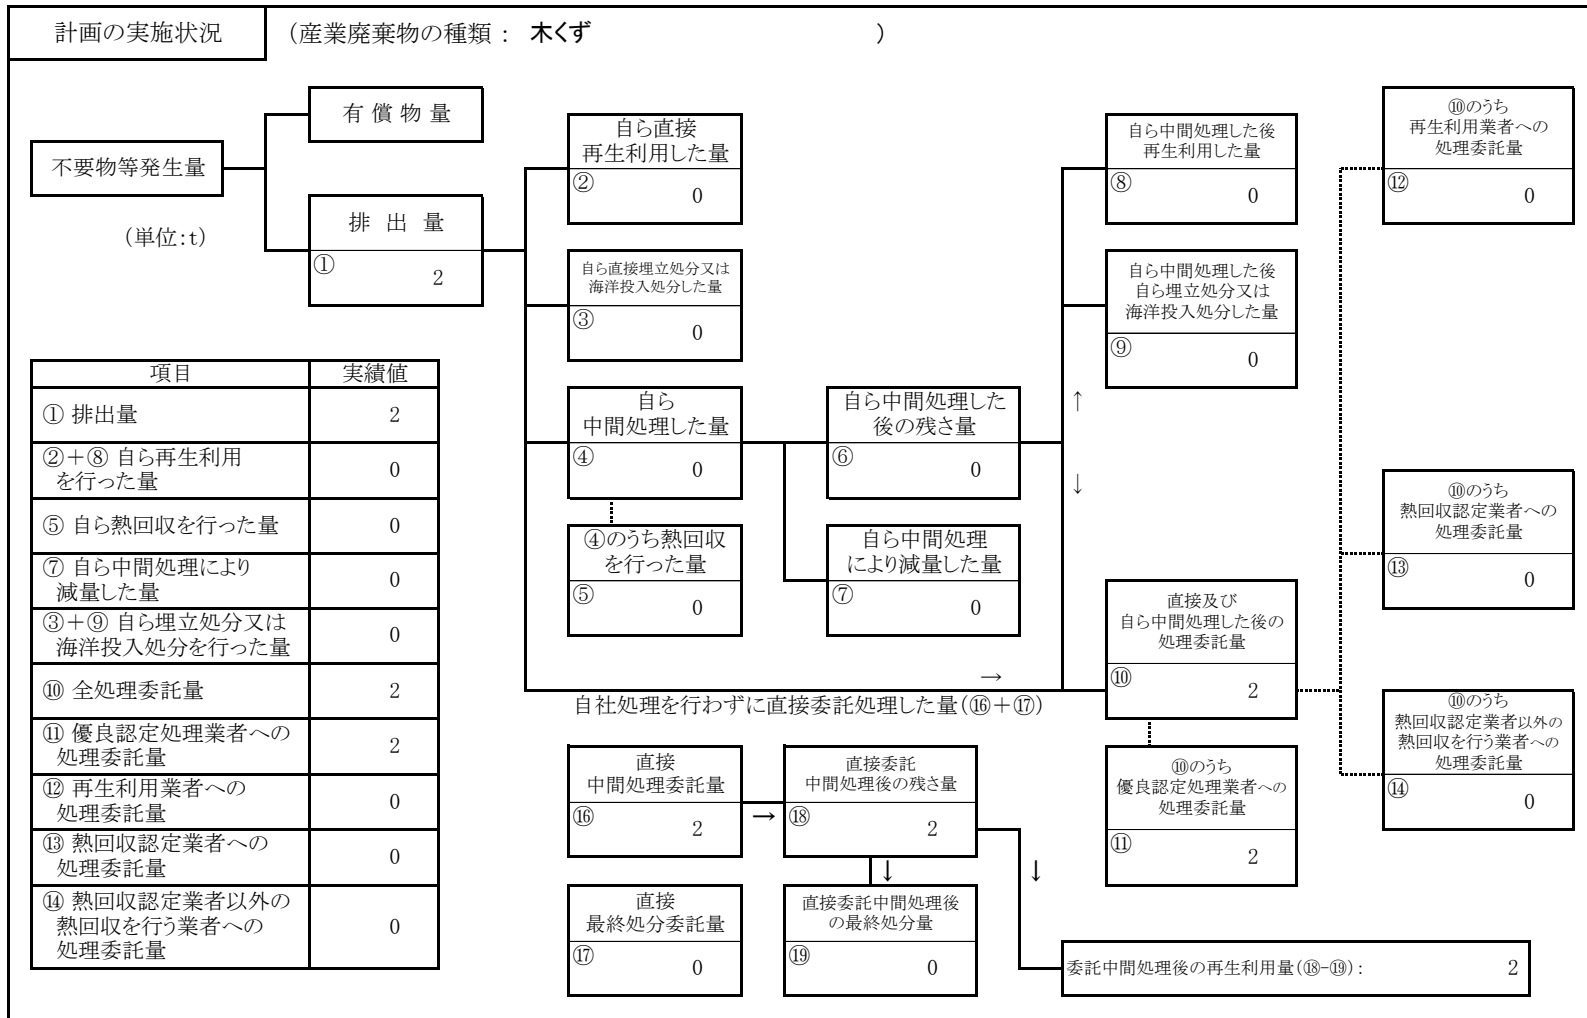 計画の実施状況
(産業廃棄物の種類： 木くず )
不要物等発生量
(単位:t)
有償物量
排出量
① 2
自ら直接
再生利用した量
② 0
自ら直接埋立処分又は
海洋投入処分した量
③ 0
自ら
中間処理した量
④ 0
④のうち熱回収
を行った量
⑤ 0
自ら中間処理した
後の残さ量
⑥ 0
自ら中間処理
により減量した量
⑦ 0
自ら中間処理した後
再生利用した量
⑧ 0
自ら中間処理した後
自ら埋立処分又は
海洋投入処分した量
⑨ 0
↑
↓
直接及び
自ら中間処理した後の
処理委託量
⑩ 2
⑩のうち
優良認定処理業者への
処理委託量
⑪ 2
⑩のうち
再生利用業者への
処理委託量
⑫ 0
⑩のうち
熱回収認定業者への
処理委託量
⑬ 0
⑩のうち
熱回収認定業者以外の
熱回収を行う業者への
処理委託量
⑭ 0
→
自社処理を行わずに直接委託処理した量(⑯＋⑰)
直接
中間処理委託量
⑯ 2
→
直接委託
中間処理後の残さ量
⑱ 2
↓
↓
直接
最終処分委託量
⑰ 0
直接委託中間処理後
の最終処分量
⑲ 0
委託中間処理後の再生利用量(⑱-⑲)： 2
項目 実績値
① 排出量 2
②＋⑧ 自ら再生利用
を行った量 0
⑤ 自ら熱回収を行った量 0
⑦ 自ら中間処理により
減量した量 0
③＋⑨ 自ら埋立処分又は
海洋投入処分を行った量 0
⑩ 全処理委託量 2
⑪ 優良認定処理業者への
処理委託量 2
⑫ 再生利用業者への
処理委託量 0
⑬ 熱回収認定業者への
処理委託量 0
⑭ 熱回収認定業者以外の
熱回収を行う業者への
処理委託量 0